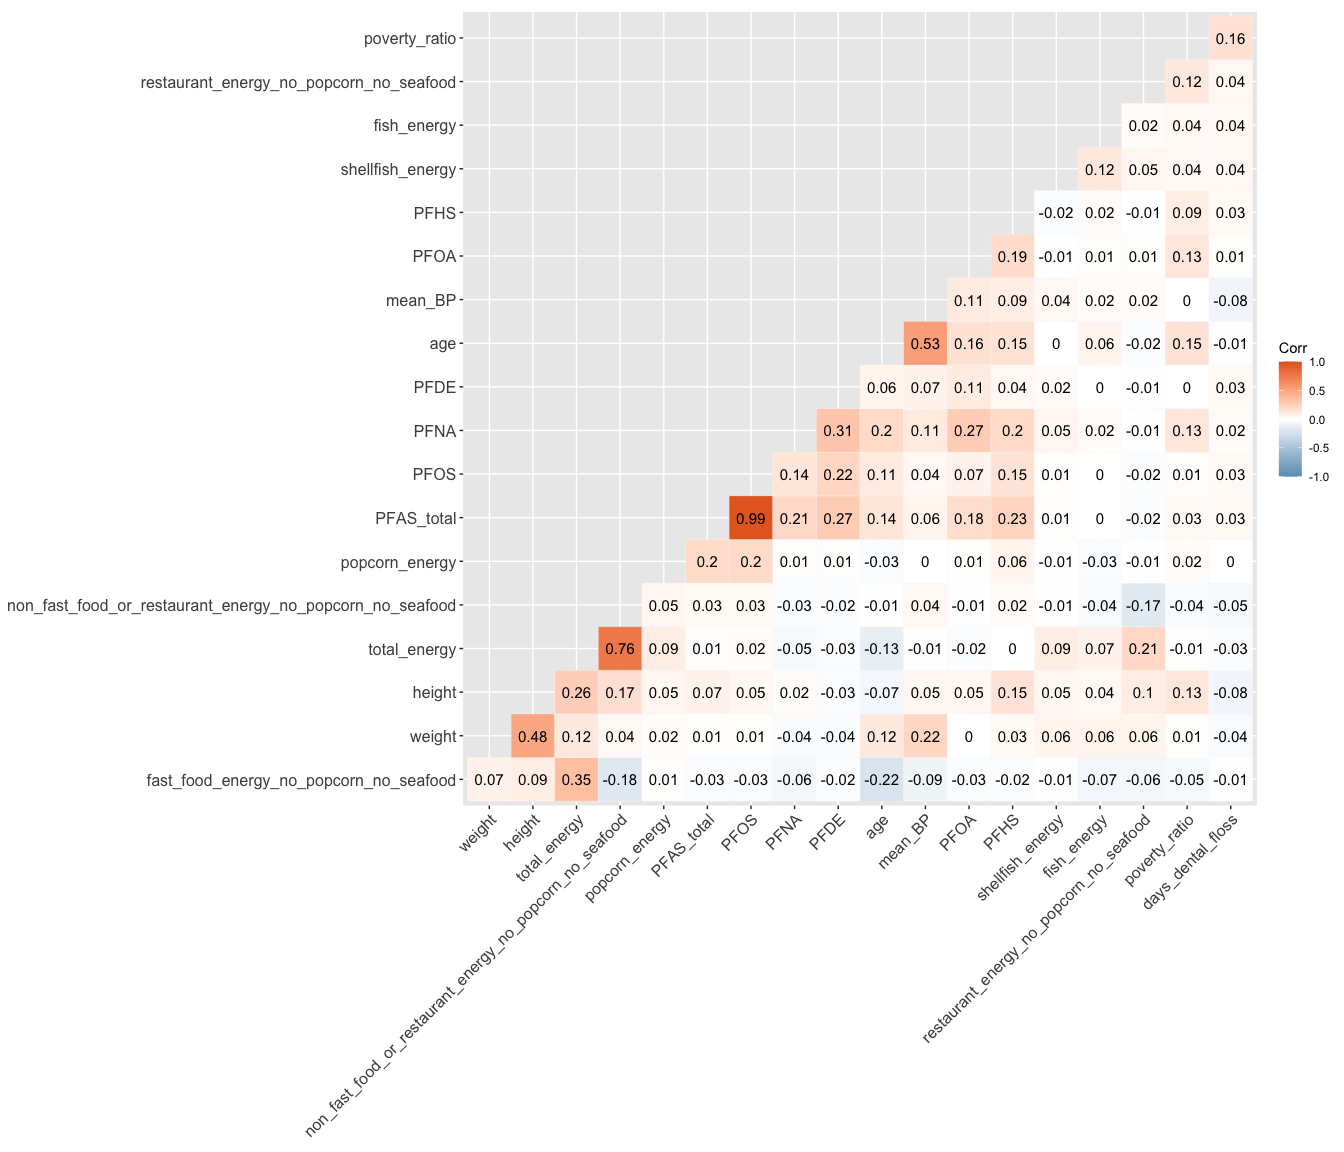 poverty_ratio 0.16
restaurant_energy_no_popcorn_no_seafood 0.12 0.04
fish_energy 0.02 0.04 0.04
shellfish_energy 0.12 0.05 0.04 0.04
PFHS -0.02 0.02 -0.01 0.09 0.03
PFOA 0.19 -0.01 0.01 0.01 0.13 0.01
mean_BP 0.11 0.09 0.04 0.02 0.02 0 -0.08
age 0.53 0.16 0.15 0 0.06 -0.02 0.15 -0.01
PFDE 0.06 0.07 0.11 0.04 0.02 0 -0.01 0 0.03
PFNA 0.31 0.2 0.11 0.27 0.2 0.05 0.02 -0.01 0.13 0.02
PFOS 0.14 0.22 0.11 0.04 0.07 0.15 0.01 0 -0.02 0.01 0.03
PFAS_total 0.99 0.21 0.27 0.14 0.06 0.18 0.23 0.01 0 -0.02 0.03 0.03
popcorn_energy 0.2 0.2 0.01 0.01 -0.03 0 0.01 0.06 -0.01 -0.03 -0.01 0.02 0
non_fast_food_or_restaurant_energy_no_popcorn_no_seafood 0.05 0.03 0.03 -0.03 -0.02 -0.01 0.04 -0.01 0.02 -0.01 -0.04 -0.17 -0.04 -0.05
total_energy 0.76 0.09 0.01 0.02 -0.05 -0.03 -0.13 -0.01 -0.02 0 0.09 0.07 0.21 -0.01 -0.03
height 0.26 0.17 0.05 0.07 0.05 0.02 -0.03 -0.07 0.05 0.05 0.15 0.05 0.04 0.1 0.13 -0.08
weight 0.48 0.12 0.04 0.02 0.01 0.01 -0.04 -0.04 0.12 0.22 0 0.03 0.06 0.06 0.06 0.01 -0.04
fast_food_energy_no_popcorn_no_seafood 0.07 0.09 0.35 -0.18 0.01 -0.03 -0.03 -0.06 -0.02 -0.22 -0.09 -0.03 -0.02 -0.01 -0.07 -0.06 -0.05 -0.01
weight
height
total_energy
non_fast_food_or_restaurant_energy_no_popcorn_no_seafood
popcorn_energy
PFAS_total
PFOS
PFNA
PFDE
age
mean_BP
PFOA
PFHS
shellfish_energy
fish_energy
restaurant_energy_no_popcorn_no_seafood
poverty_ratio
days_dental_floss
Corr
1.0
0.5
0.0
-0.5
-1.0